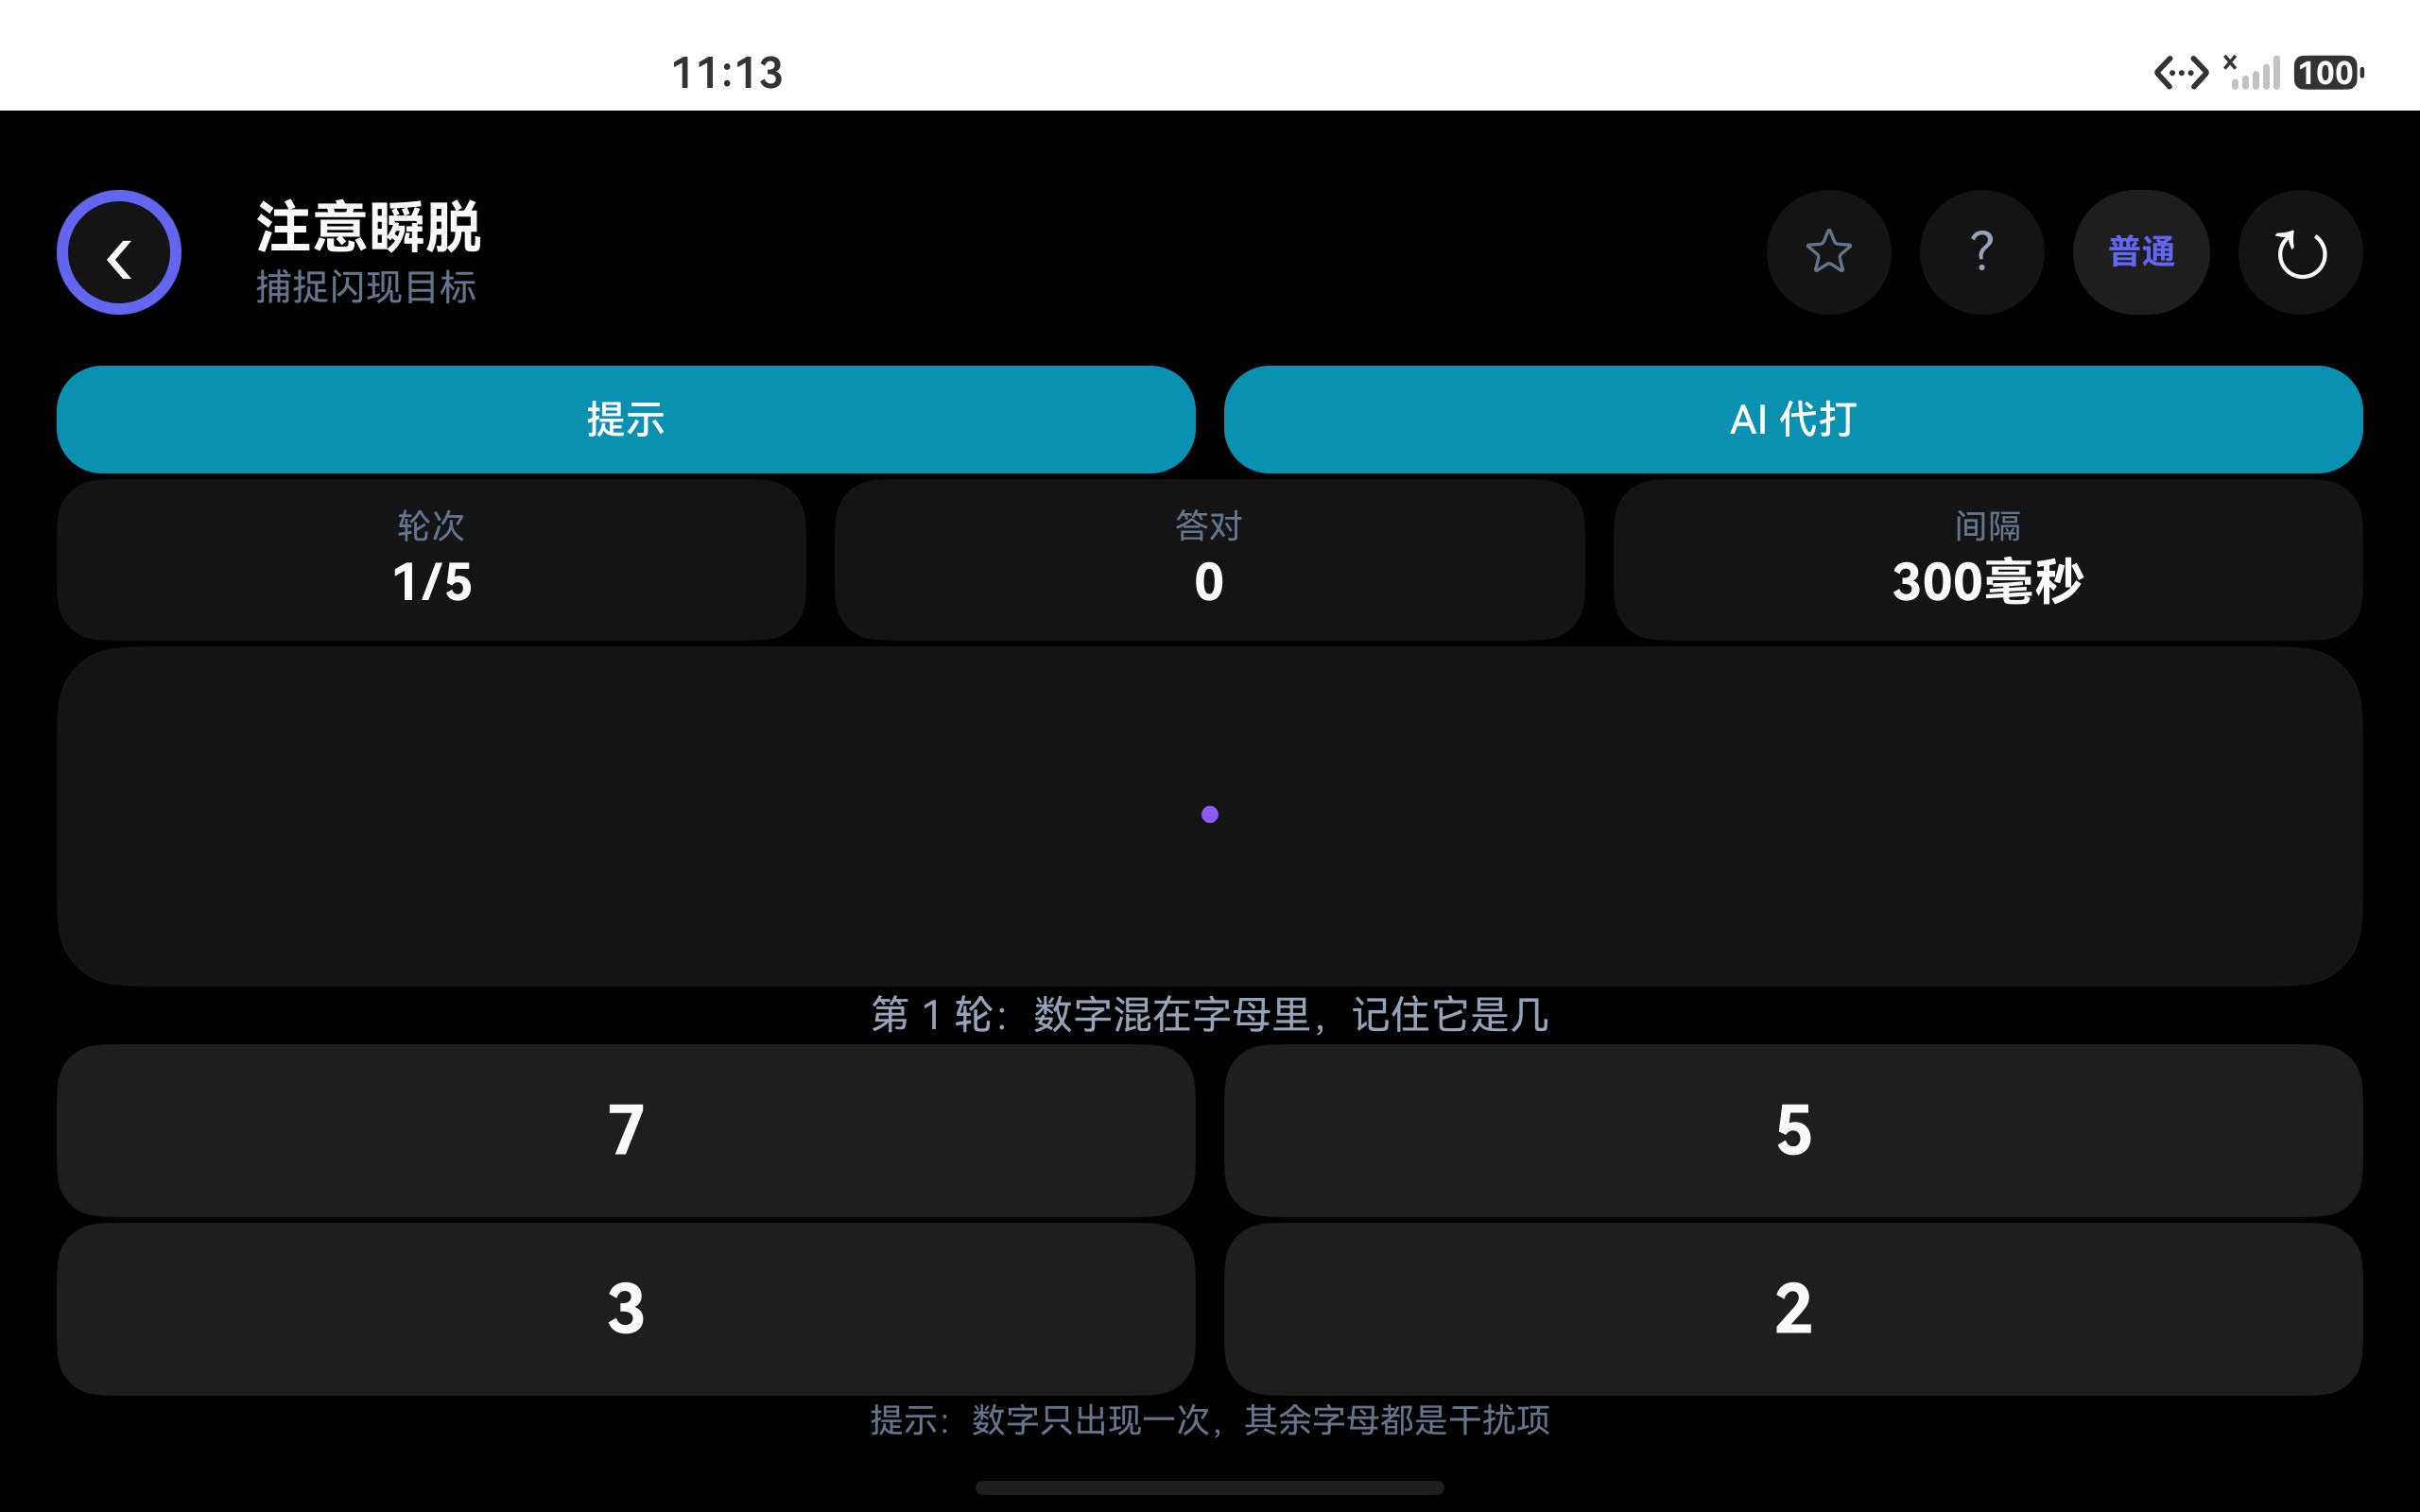 11:13
100
注意瞬脱
捕捉闪现目标
?
普通
提示
AI 代打
轮次
答对
间隔
1/5
0
300毫秒
第 1 轮：数字混在字母里，记住它是几
7
5
3
2
提示：数字只出现一次，其余字母都是干扰项